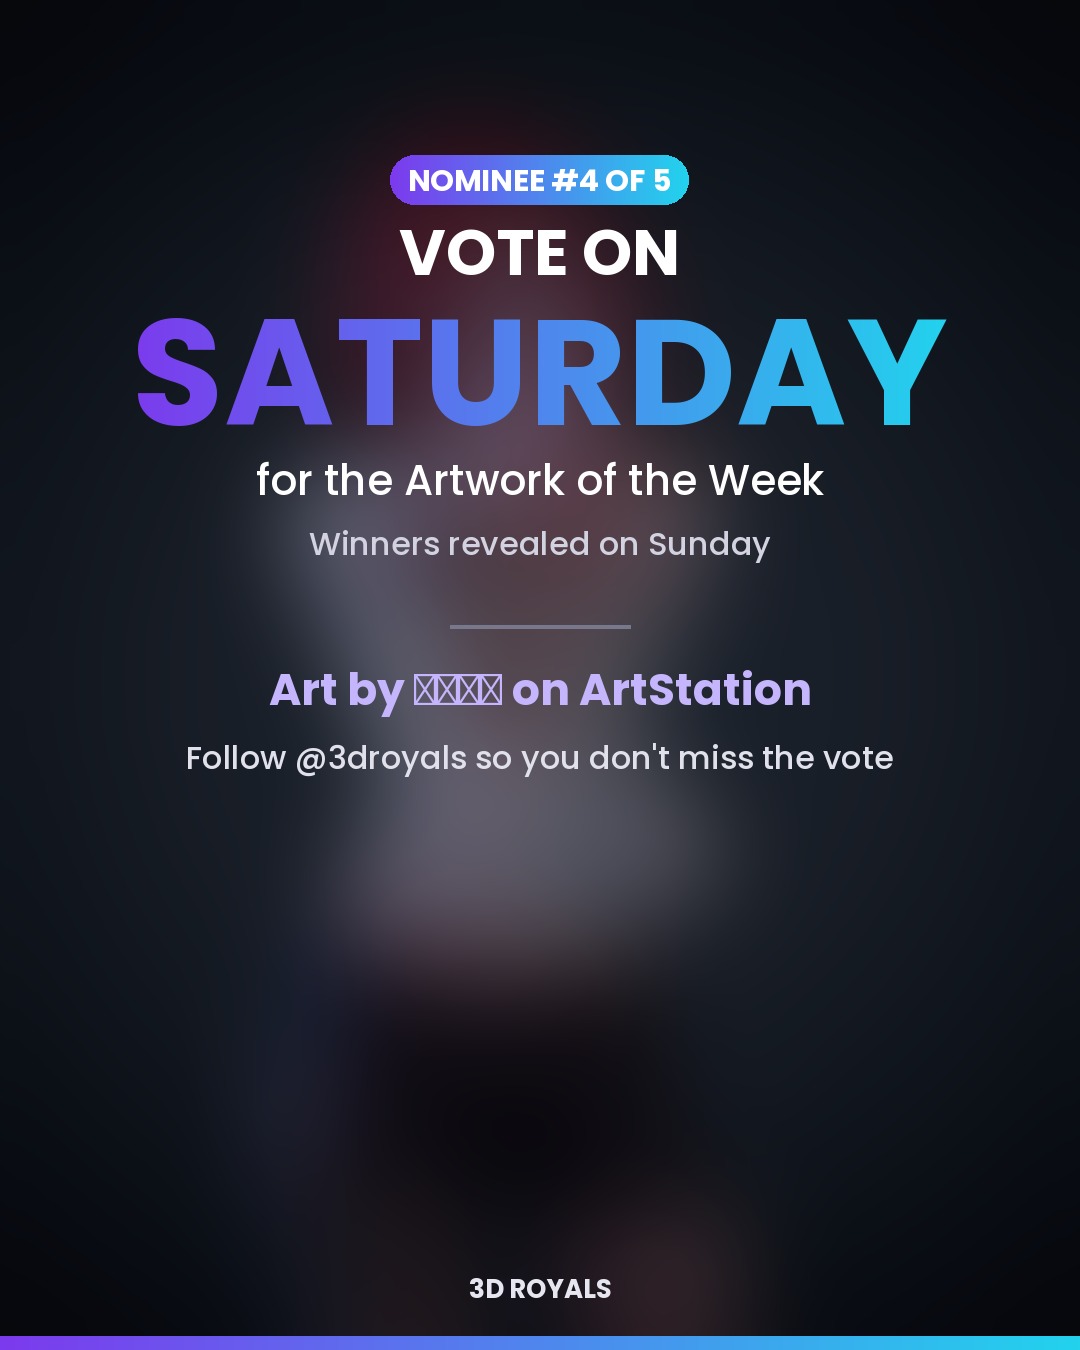 NOMINEE #4 OF 5
VOTE ON
SATURDAY
for the Artwork of the Week
Winners revealed on Sunday
Art by on ArtStation
Follow @3droyals so you don't miss the vote
3D ROYALS